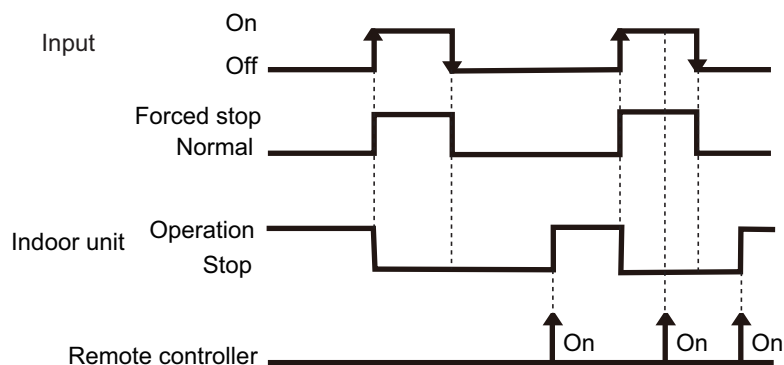 On
Input
Off
Forced stop
Normal
Operation
Indoor unit
Stop
On
On
On
Remote controller